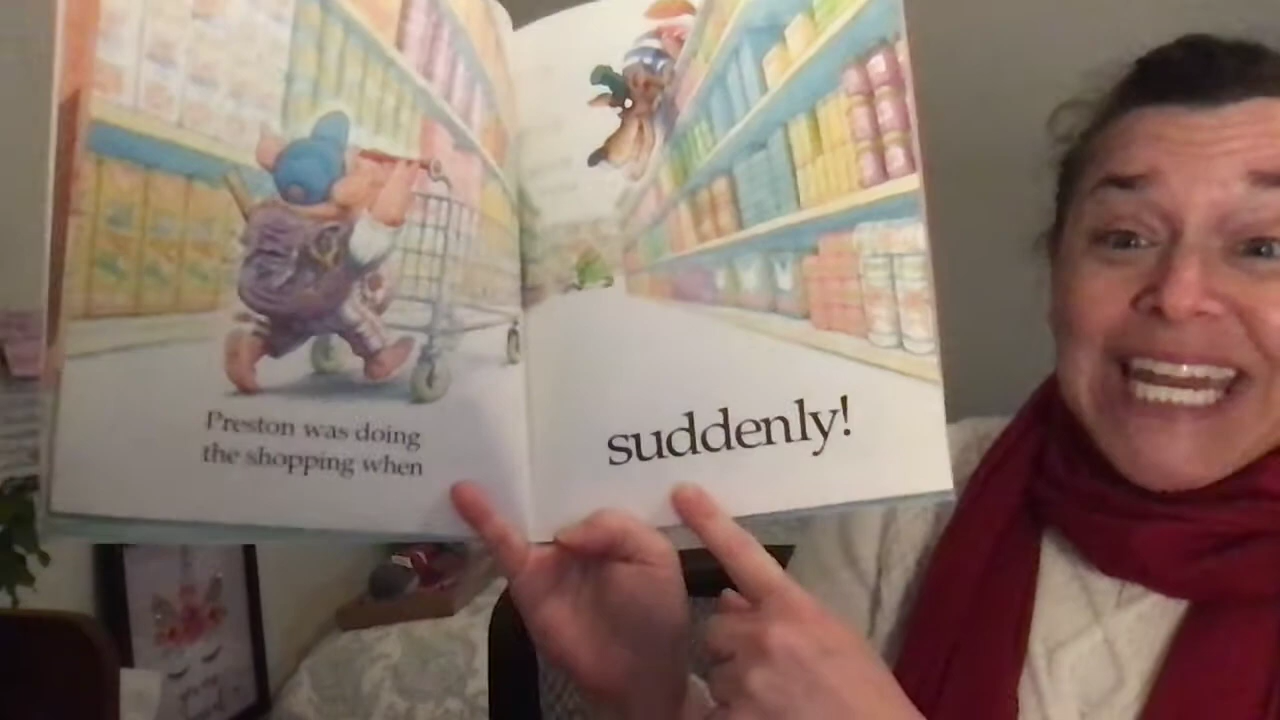 Preston was doing
the shopping when
suddenly!